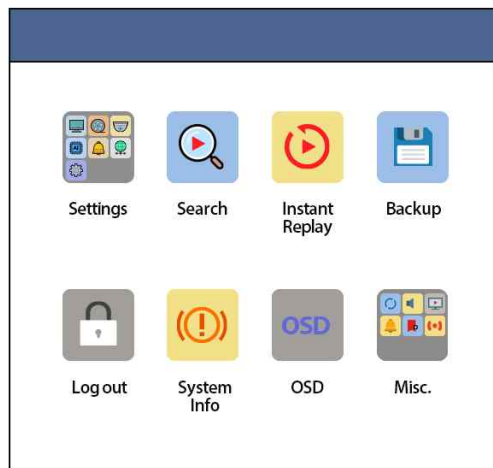 Settings
Search
Instant
Replay
Backup
OSD
Log out
System
Info
OSD
Misc.